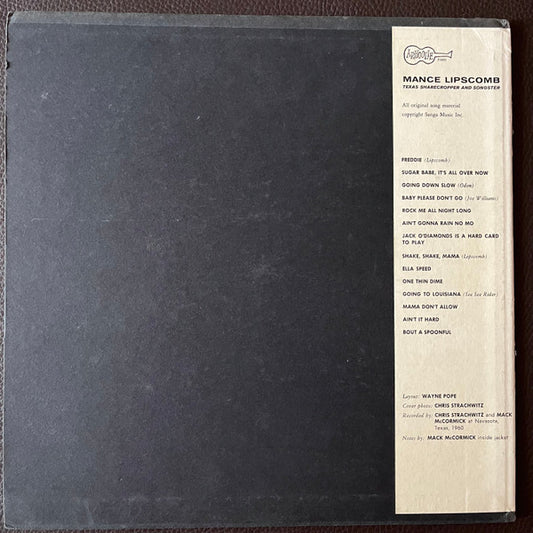 ARHOOLIE
MANCE LIPSCOMB
TEXAS SHARECROPPER AND SONGSTER
All original song material
copyright Songs Music Inc.
FREDDIE (Lipscomb)
SUGAR BABE, IT'S ALL OVER NOW
GOING DOWN SLOW (Oden)
BABY PLEASE DON'T GO (Joe Williams)
ROCK ME ALL NIGHT LONG
AIN'T GONNA RAIN NO MO
JACK O'DIAMONDS IS A HARD CARD
TO PLAY
SHAKE, SHAKE, MAMA (Lipscomb)
ELLA SPEED
ONE THIN DIME
GOING TO LOUISIANA (See See Rider)
MAMA DON'T ALLOW
AIN'T IT HARD
BOUT A SPOONFUL
Layout: WAYNE POPE
Cover photo: CHRIS STRACHWITZ
Recorded by: CHRIS STRACHWITZ and MACK
McCORMICK at Navasota,
Texas, 1960
Notes by: MACK McCORMICK inside jacket